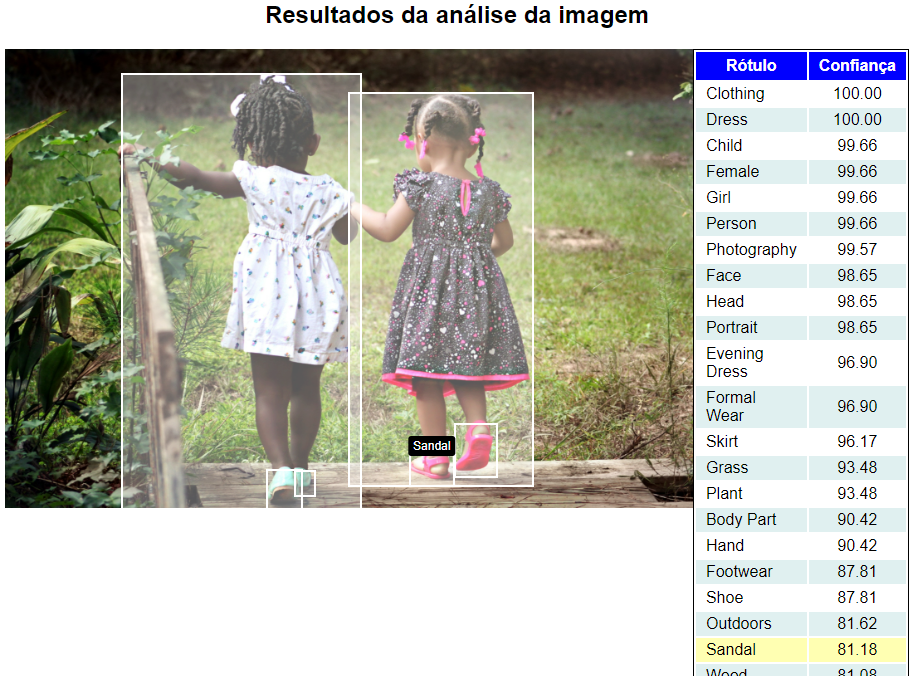 Resultados da análise da imagem
Rótulo Confiança
Clothing 100.00
Dress 100.00
Child 99.66
Female 99.66
Girl 99.66
Person 99.66
Photography 99.57
Face 98.65
Head 98.65
Portrait 98.65
Evening
Dress 96.90
Formal
Wear 96.90
Skirt 96.17
Grass 93.48
Plant 93.48
Body Part 90.42
Hand 90.42
Footwear 87.81
Shoe 87.81
Outdoors 81.62
Sandal 81.18
Wood 81.08
Sandal